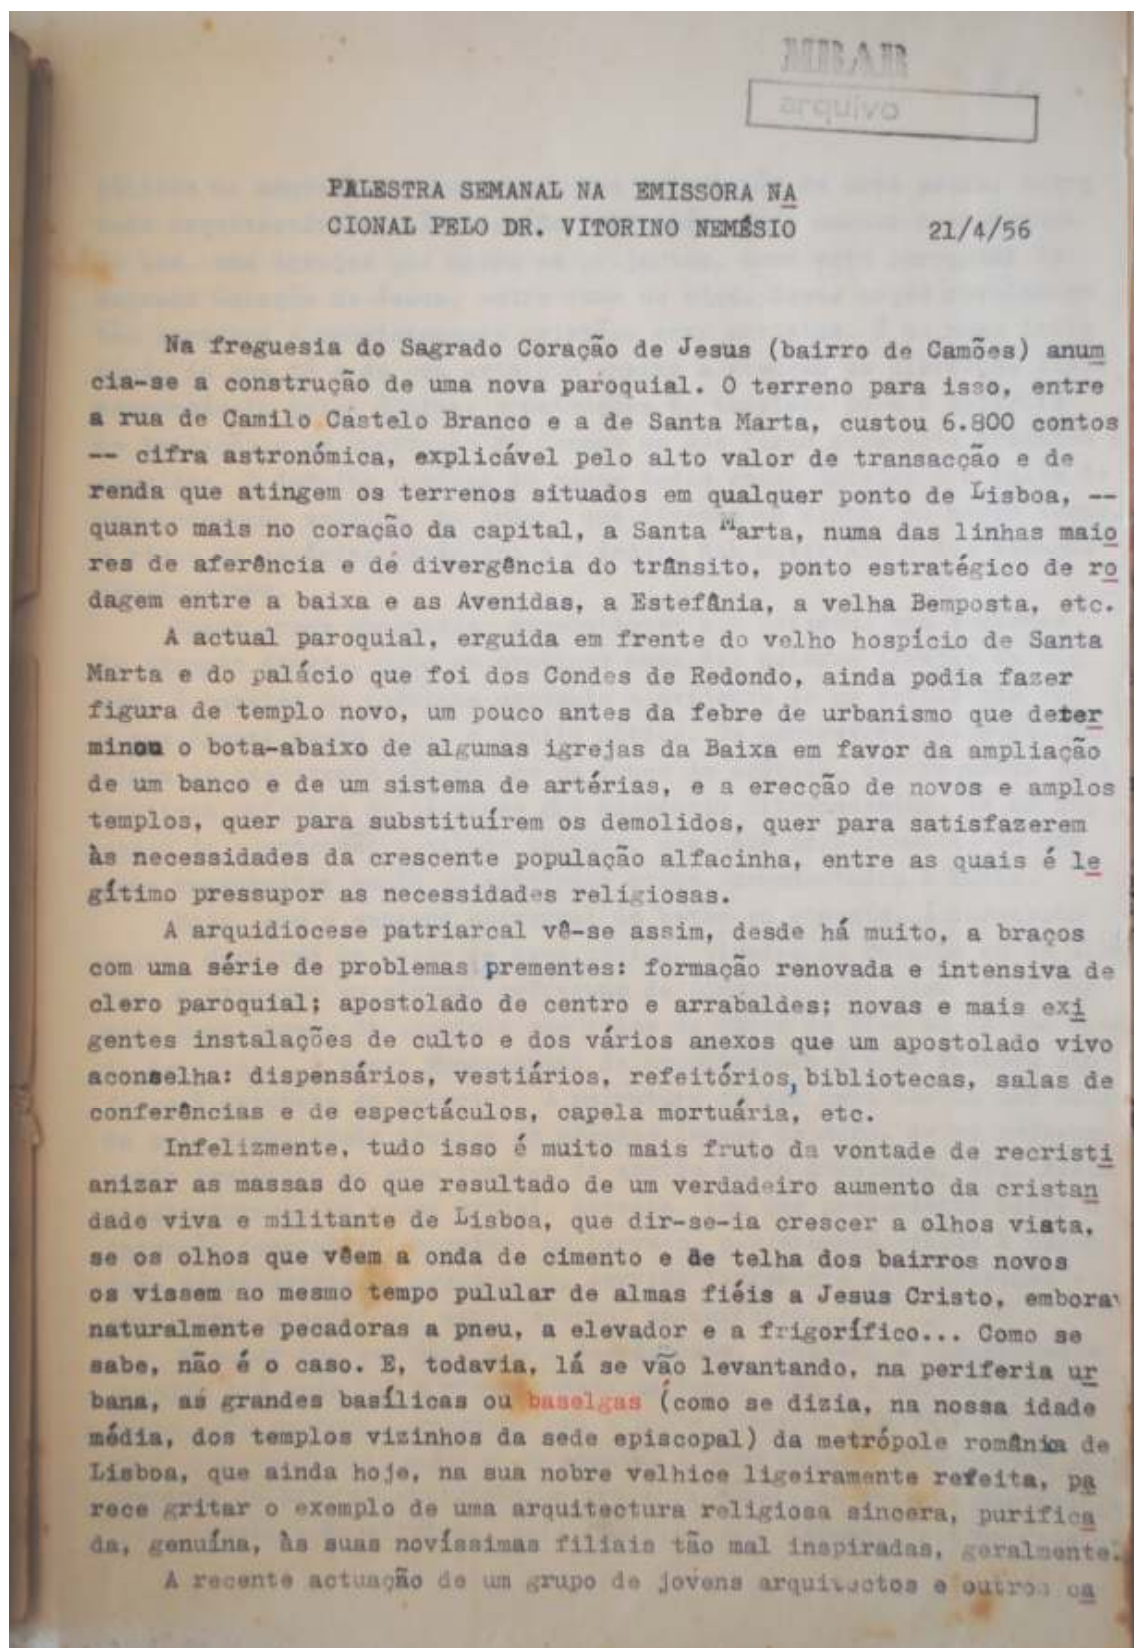 MRAR
arquivo
PALESTRA SEMANAL NA EMISSORA NA
CIONAL PELO DR. VITORINO NEMÉSIO 21/4/56
Na freguesia do Sagrado Coração de Jesus (bairro de Camões) anum
cia-se a construção de uma nova paroquial. O terreno para isso, entre
a rua de Camilo Castelo Branco e a de Santa Marta, custou 6.800 contos
-- cifra astronómica, explicável pelo alto valor de transacção e de
renda que atingem os terrenos situados em qualquer ponto de Lisboa, --
quanto mais no coração da capital, a Santa Marta, numa das linhas maio
res de aferência e de divergência do trânsito, ponto estratégico de ro
dagem entre a baixa e as Avenidas, a Estefânia, a velha Bemposta, etc.
A actual paroquial, erguida em frente do velho hospício de Santa
Marta e do palácio que foi dos Condes de Redondo, ainda podia fazer
figura de templo novo, um pouco antes da febre de urbanismo que deter
minou o bota-abaixo de algumas igrejas da Baixa em favor da ampliação
de um banco e de um sistema de artérias, e a erecção de novos e amplos
templos, quer para substituírem os demolidos, quer para satisfazerem
às necessidades da crescente população alfacinha, entre as quais é le
gítimo pressupor as necessidades religiosas.
A arquidiocese patriarcal vê-se assim, desde há muito, a braços
com uma série de problemas prementes: formação renovada e intensiva de
clero paroquial; apostolado de centro e arrabaldes; novas e mais exi
gentes instalações de culto e dos vários anexos que um apostolado vivo
aconselha: dispensários, vestiários, refeitórios, bibliotecas, salas de
conferências e de espectáculos, capela mortuária, etc.
Infelizmente, tudo isso é muito mais fruto da vontade de recristi
anizar as massas do que resultado de um verdadeiro aumento da cristan
dade viva e militante de Lisboa, que dir-se-ia crescer a olhos vista,
se os olhos que vêem a onda de cimento e de telha dos bairros novos
os vissem ao mesmo tempo pulular de almas fiéis a Jesus Cristo, embora
naturalmente pecadoras a pneu, a elevador e a frigorífico... Como se
sabe, não é o caso. E, todavia, lá se vão levantando, na periferia ur
bana, as grandes basílicas ou baselgas (como se dizia, na nossa idade
média, dos templos vizinhos da sede episcopal) da metrópole românica de
Lisboa, que ainda hoje, na sua nobre velhice ligeiramente refeita, pa
rece gritar o exemplo de uma arquitectura religiosa sincera, purifica
da, genuína, às suas novíssimas filiais tão mal inspiradas, geralmente.
A recente actuação de um grupo de jovens arquitectos e outros ca